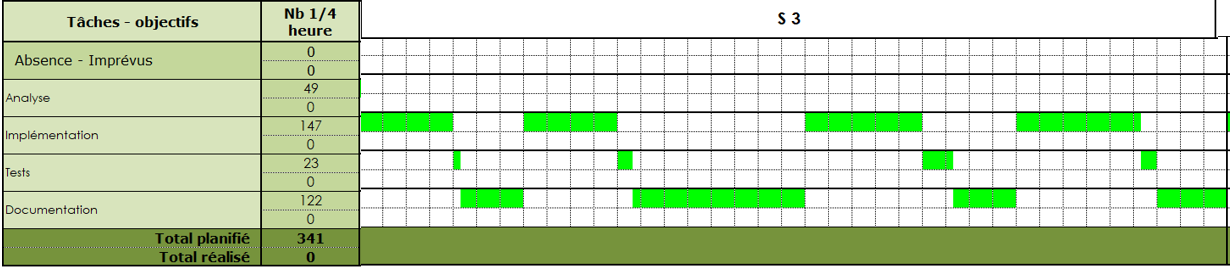 Tâches - objectifs
Nb 1/4
heure
S 3
Absence - Imprévus
0
0
Analyse
49
0
Implémentation
147
0
Tests
23
0
Documentation
122
0
Total planifié 341
Total réalisé 0